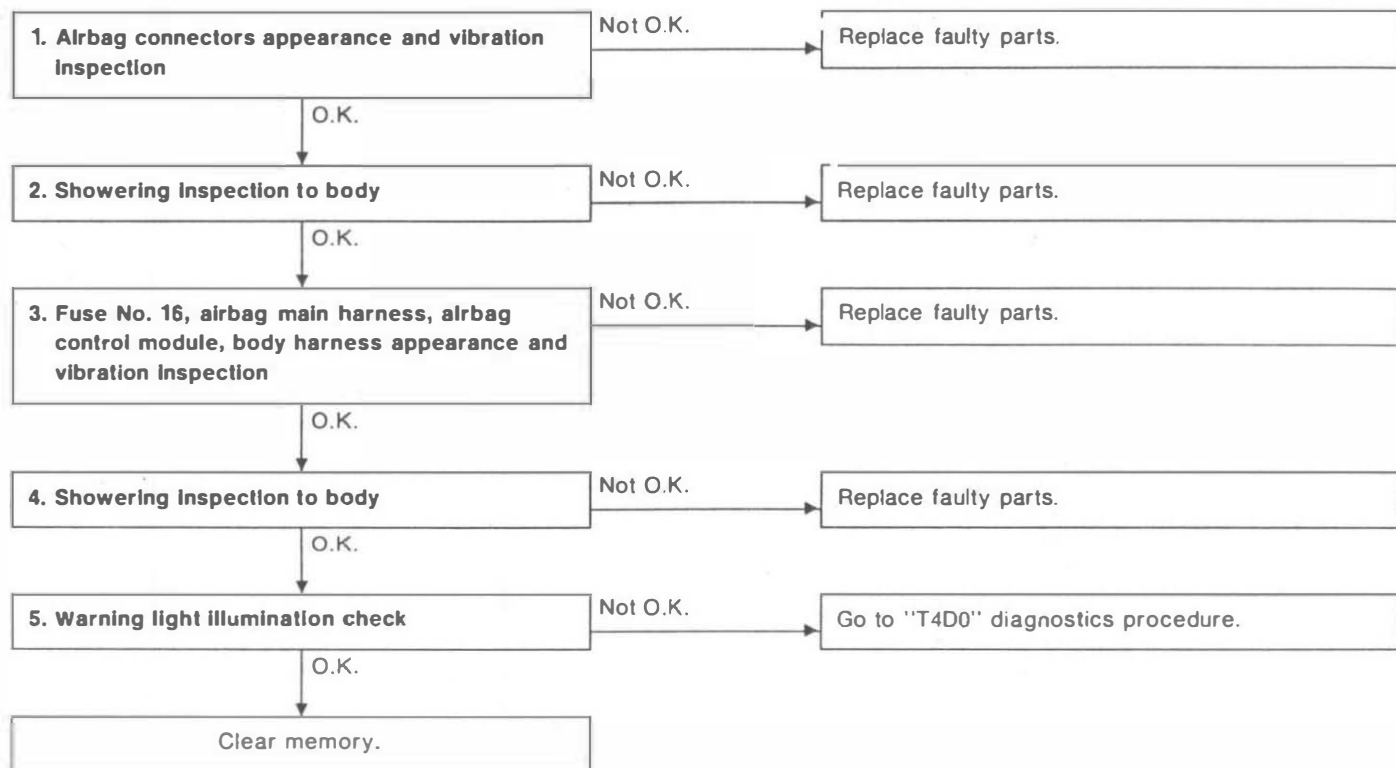 1. Airbag connectors appearance and vibration
inspection
Not O.K.
Replace faulty parts.
O.K.
2. Showering inspection to body
Not O.K.
Replace faulty parts.
O.K.
3. Fuse No. 16, airbag main harness, airbag
control module, body harness appearance and
vibration inspection
Not O.K.
Replace faulty parts.
O.K.
4. Showering inspection to body
Not O.K.
Replace faulty parts.
O.K.
5. Warning light illumination check
Not O.K.
Go to "T4D0" diagnostics procedure.
O.K.
Clear memory.